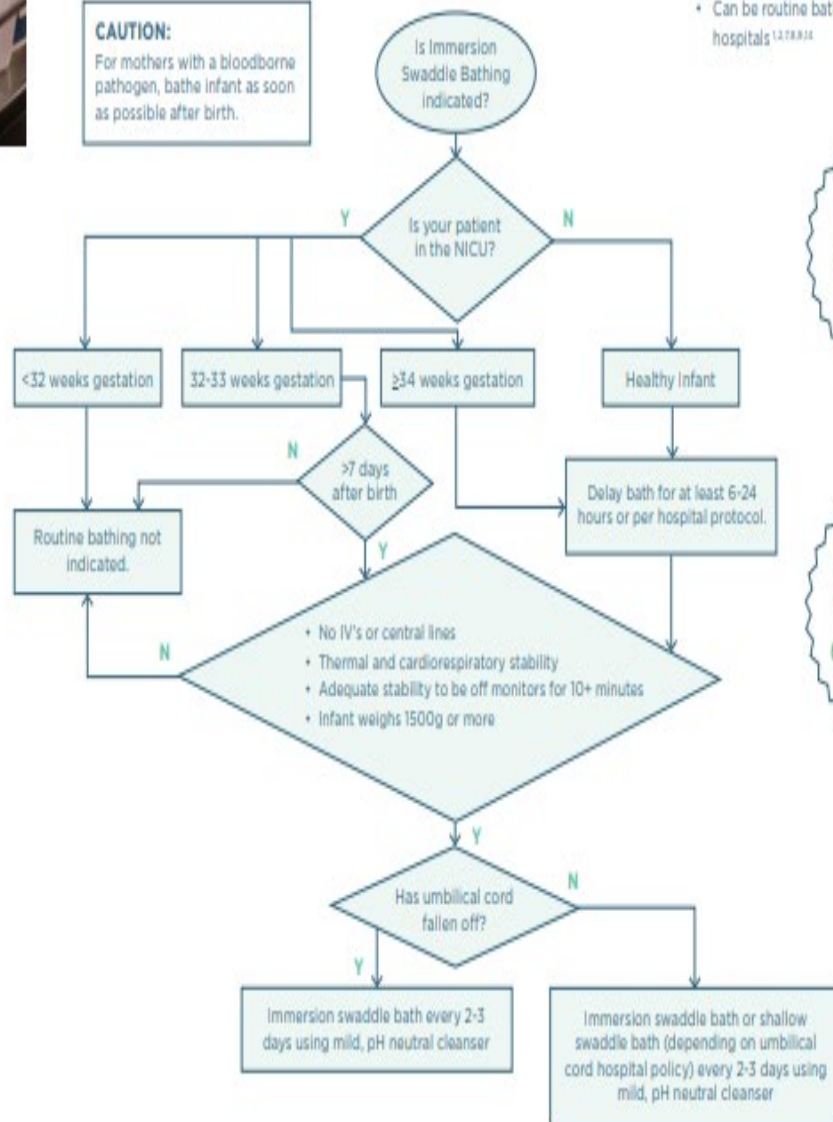 CAUTION:
For mothers with a bloodborne
pathogen, bathe infant as soon
as possible after birth.
Is Immersion
Swaddle Bathing
indicated?
• Can be routine bat
hospitals
Is your patient
in the NICU?
Y
N
<32 weeks gestation
32-33 weeks gestation
≥34 weeks gestation
Healthy Infant
N
>7 days
after birth
Y
Delay bath for at least 6-24
hours or per hospital protocol.
Routine bathing not
indicated.
• No IV's or central lines
• Thermal and cardiorespiratory stability
• Adequate stability to be off monitors for 10+ minutes
• Infant weighs 1500g or more
N
Y
Has umbilical cord
fallen off?
N
Y
Immersion swaddle bath every 2-3
days using mild, pH neutral cleanser
Immersion swaddle bath or shallow
swaddle bath (depending on umbilical
cord hospital policy) every 2-3 days using
mild, pH neutral cleanser